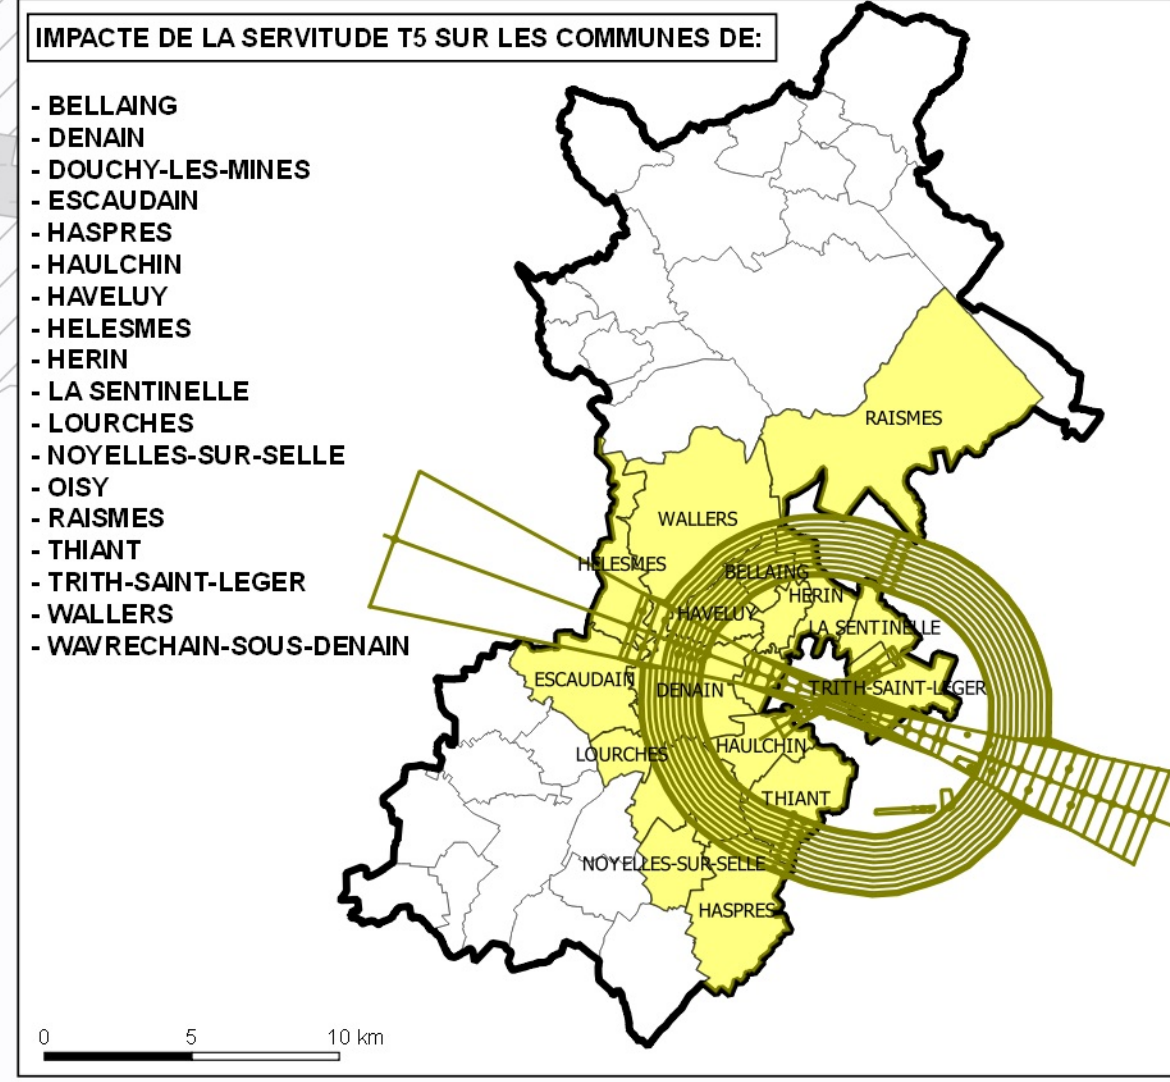 IMPACTE DE LA SERVITUDE T5 SUR LES COMMUNES DE:
- BELLAING
- DENAIN
- DOUCHY-LES-MINES
- ESCAUDAIN
- HASPRES
- HAULCHIN
- HAVELUY
- HELESMES
- HERIN
- LA SENTINELLE
- LOURCHES
- NOYELLES-SUR-SELLE
- OISY
- RAISMES
- THIANT
- TRITH-SAINT-LEGER
- WALLERS
- WAVRECHAIN-SOUS-DENAIN
RAISMES
WALLERS
HELESMES
BELLAING
HERIN
HAVELUY
LA SENTINELLE
ESCAUDAIN
DENAIN
TRITH-SAINT-LEGER
HAULCHIN
LOURCHES
THIANT
NOYELLES-SUR-SELLE
HASPRES
0 5 10 km